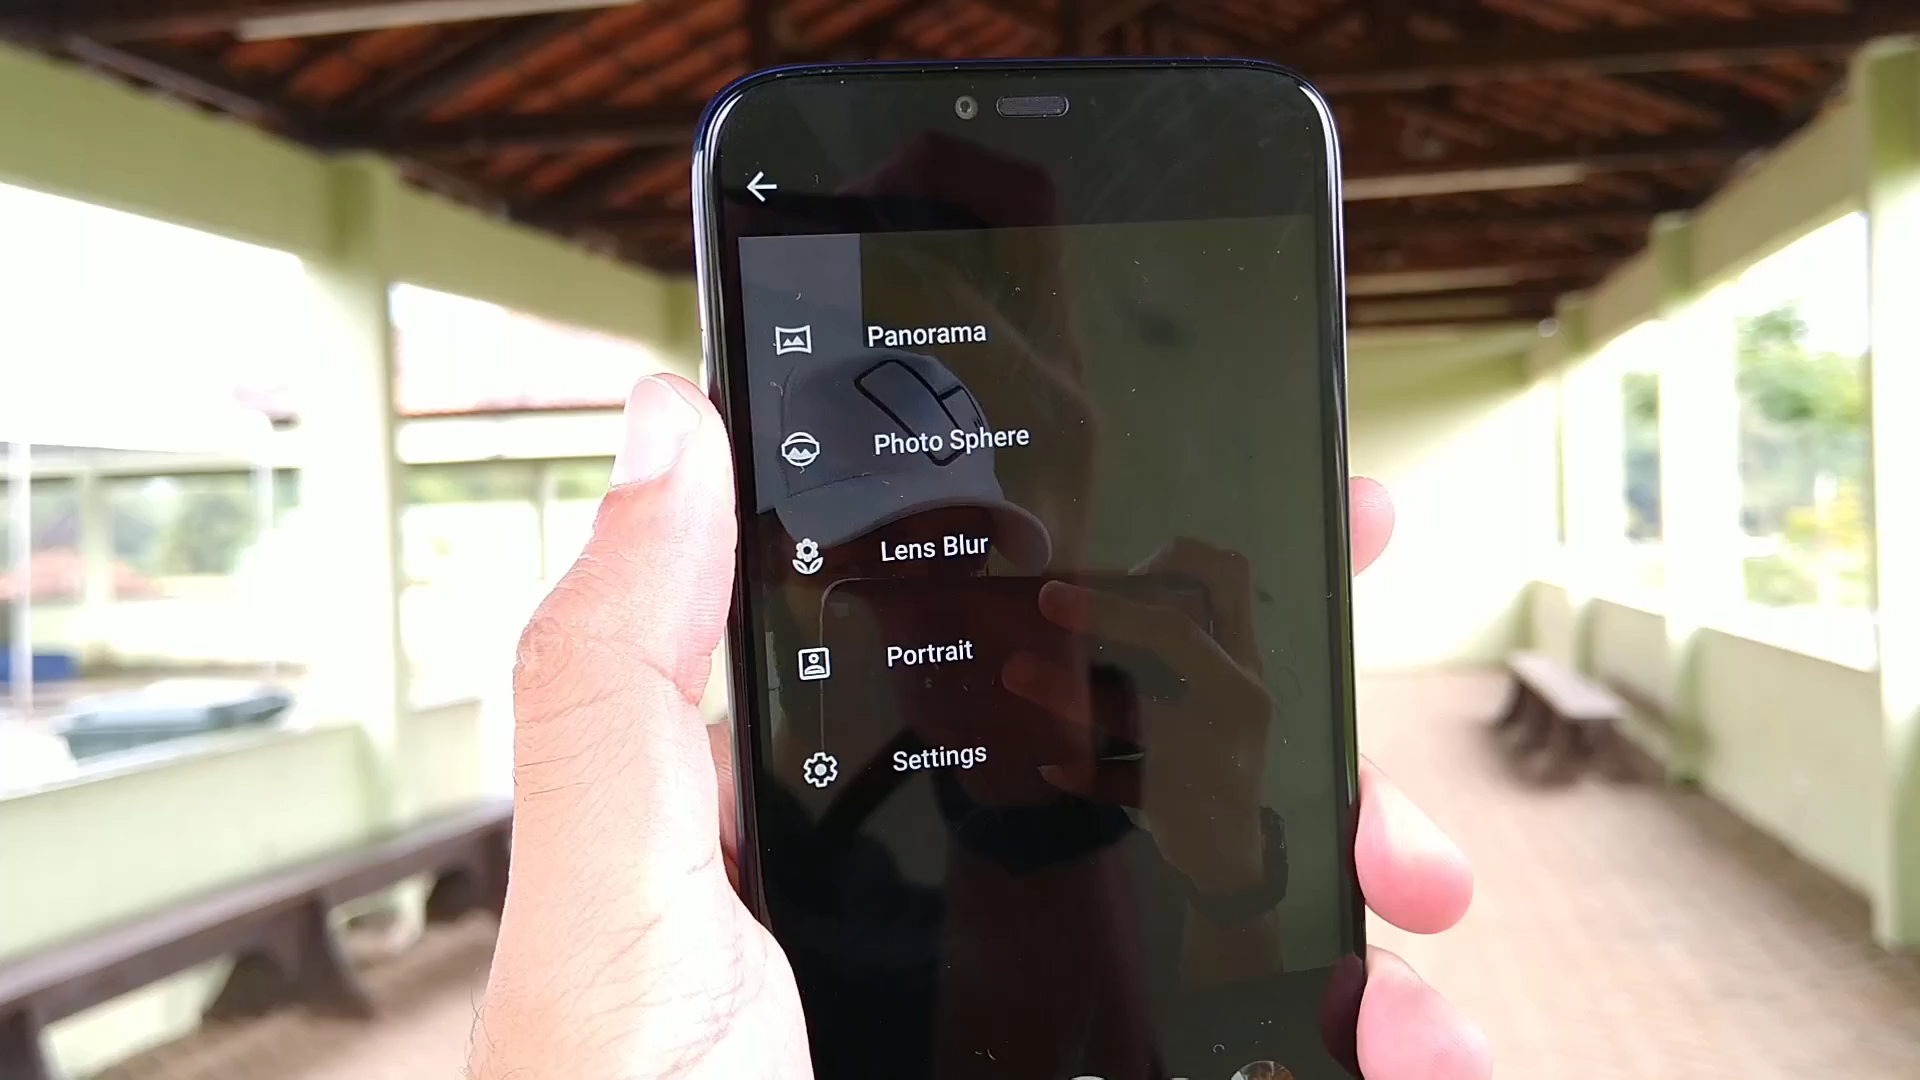 Panorama
Photo Sphere
Lens Blur
Portrait
Settings